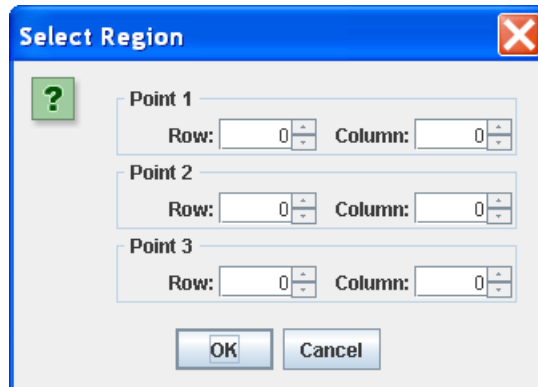 Select Region
?
Point 1
Row: 0 Column: 0
Point 2
Row: 0 Column: 0
Point 3
Row: 0 Column: 0
OK Cancel